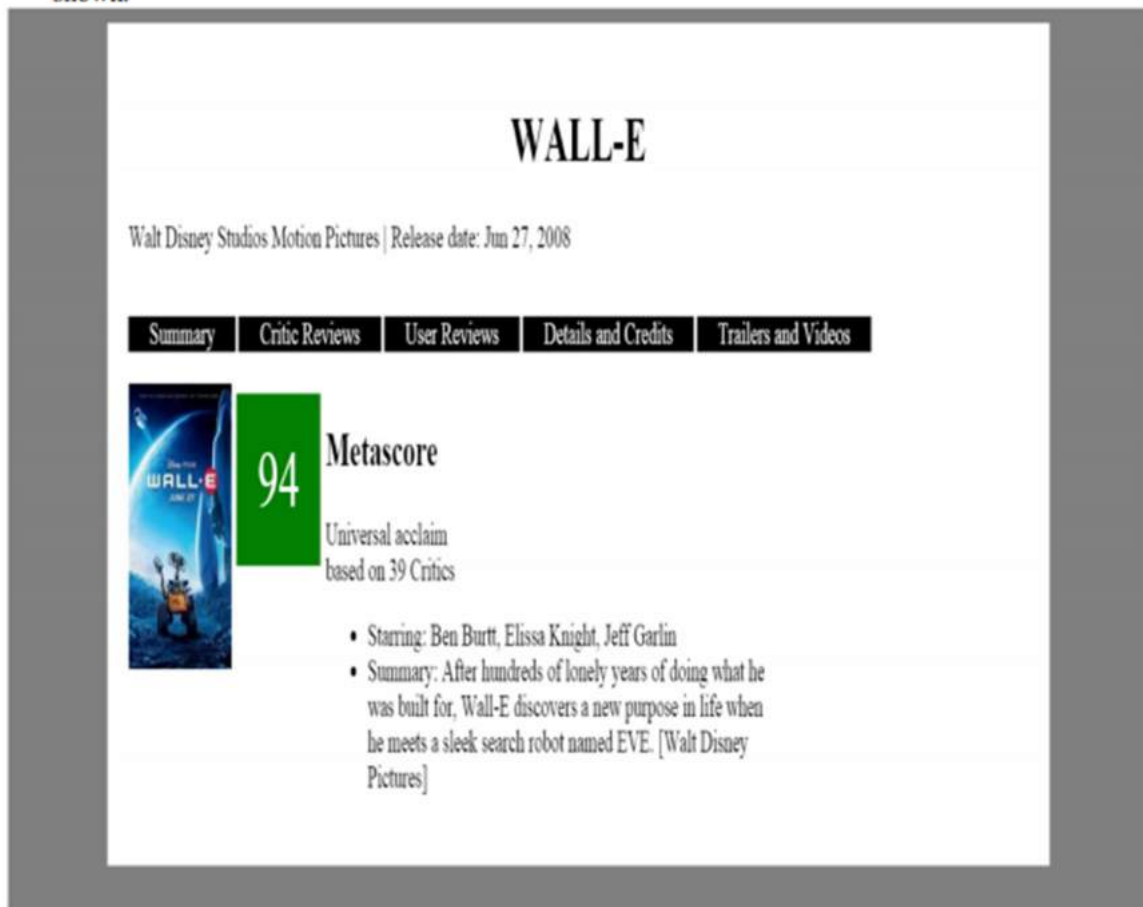 WALL-E
Walt Disney Studios Motion Pictures | Release date: Jun 27, 2008
Summary
Critic Reviews
User Reviews
Details and Credits
Trailers and Videos
WALL·E
JUNE 27
94
Metascore
Universal acclaim
based on 39 Critics
• Starring: Ben Burtt, Elissa Knight, Jeff Garlin
• Summary: After hundreds of lonely years of doing what he
was built for, Wall-E discovers a new purpose in life when
he meets a sleek search robot named EVE. [Walt Disney
Pictures]